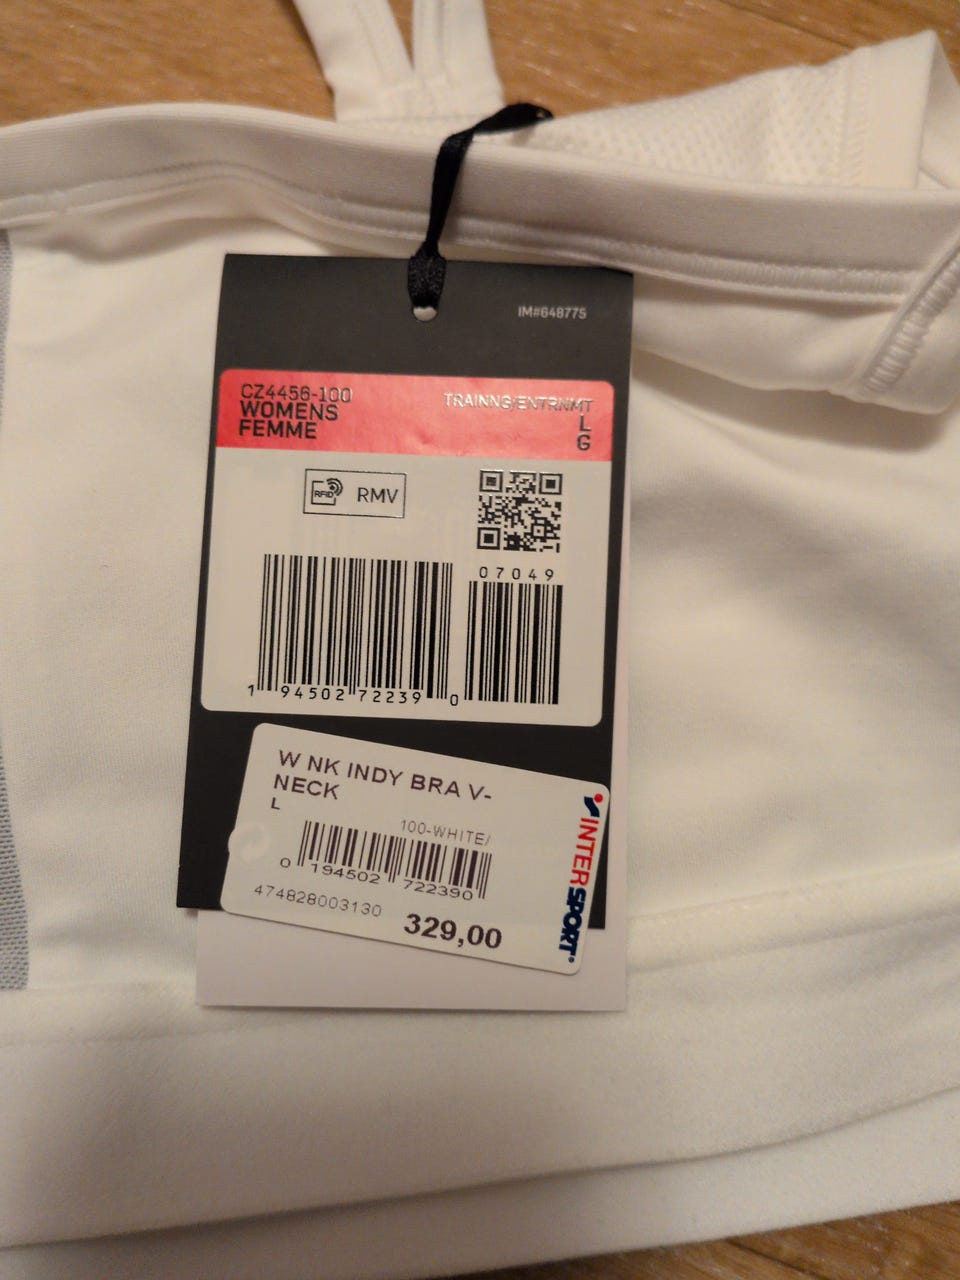 IM#648775
CZ4456-100
WOMENS
FEMME
TRAINNG/ENTRNMT
L
G
RFID RMV
07049
1 94502 72239 0
W NK INDY BRA V-
NECK
L
100-WHITE/
0 194502 722390
474828003130
329,00
INTERSPORT